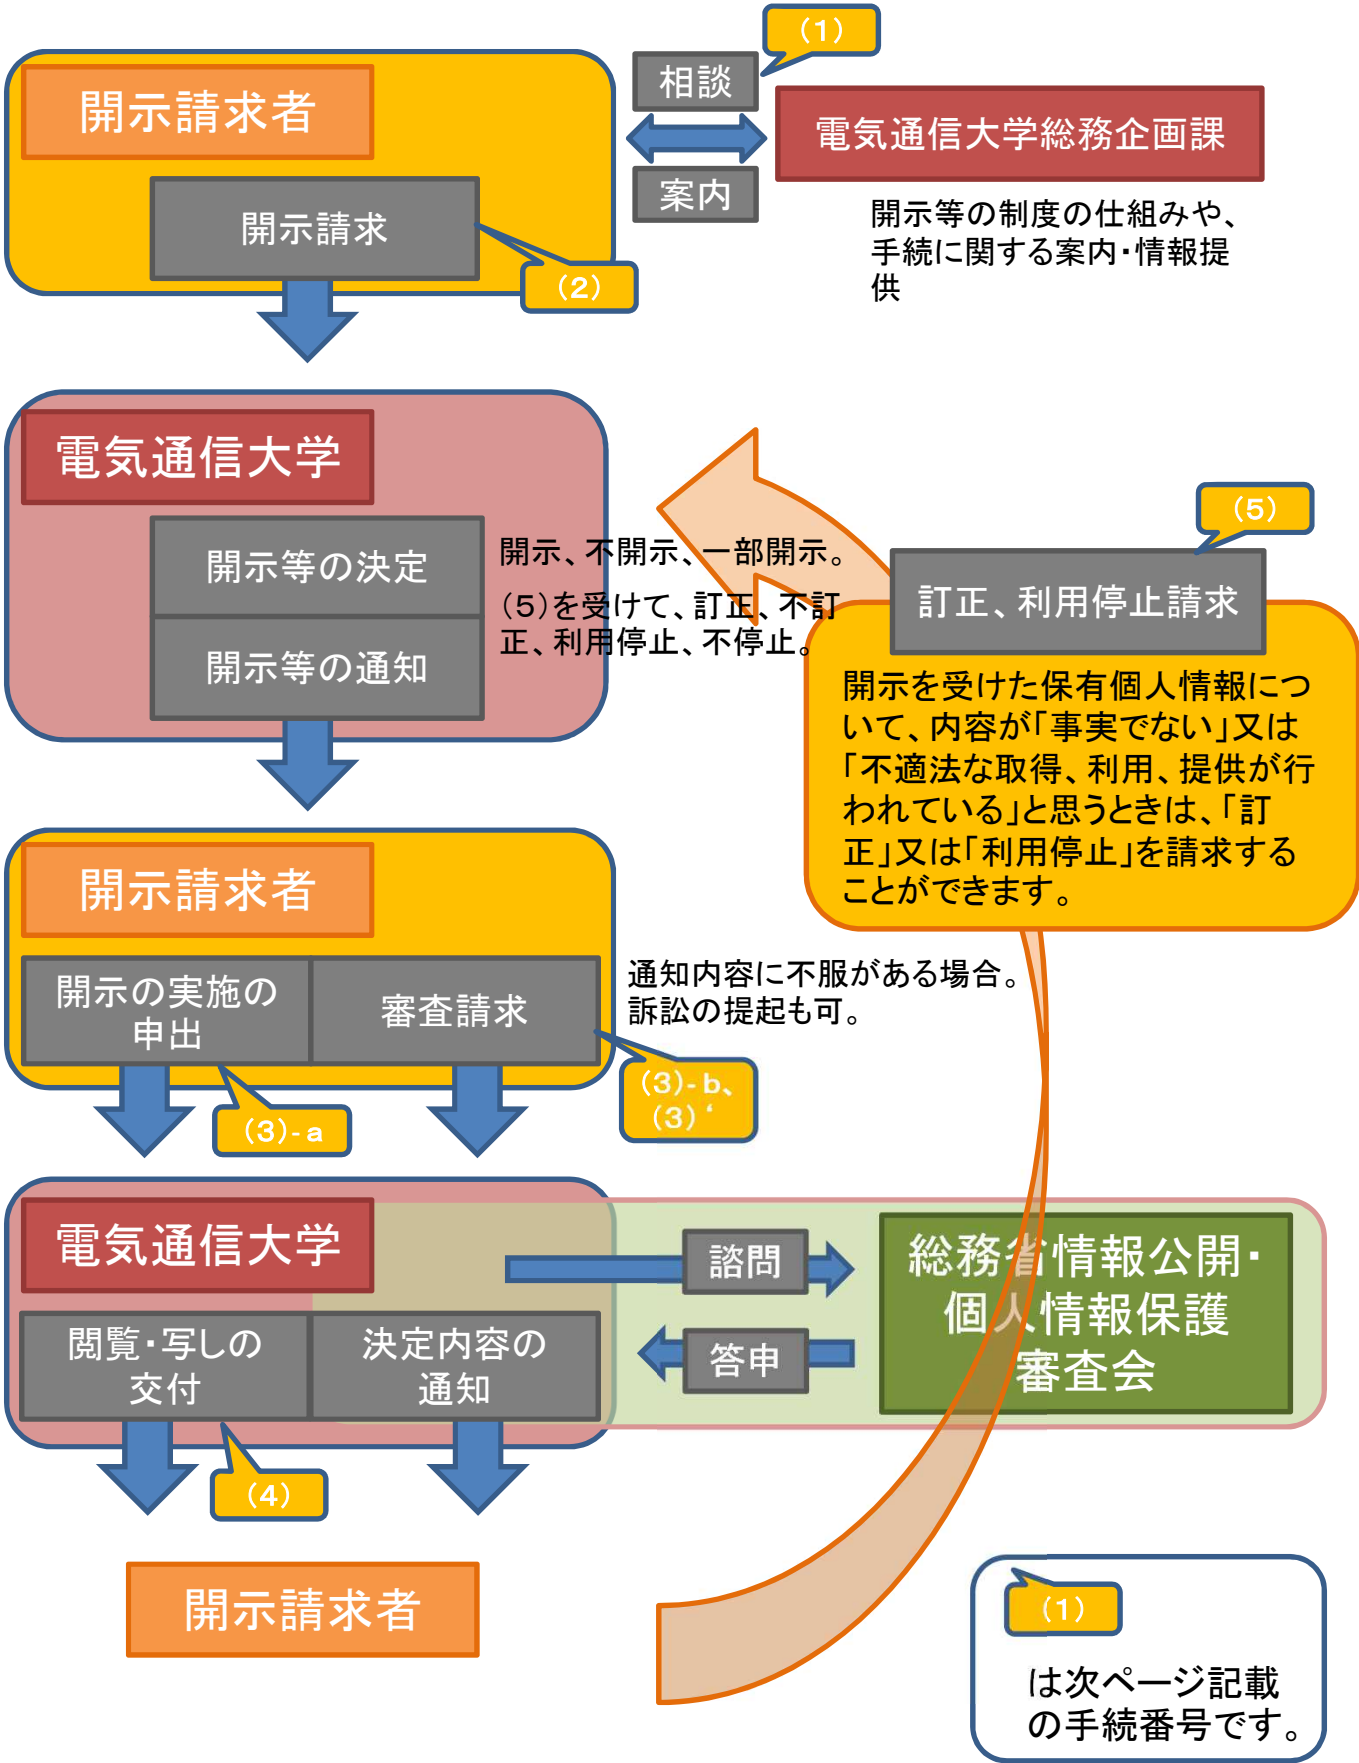 (1)
開示請求者
相談
電気通信大学総務企画課
案内
開示請求
開示等の制度の仕組みや、
手続に関する案内・情報提
供
(2)
電気通信大学
開示等の決定
開示等の通知
開示、不開示、一部開示。
(5)を受けて、訂正、不訂
正、利用停止、不停止。
(5)
訂正、利用停止請求
開示を受けた保有個人情報につ
いて、内容が「事実でない」又は
「不適法な取得、利用、提供が行
われている」と思うときは、「訂
正」又は「利用停止」を請求する
ことができます。
開示請求者
開示の実施の
申出
審査請求
通知内容に不服がある場合。
訴訟の提起も可。
(3)-a
(3)-b、
(3)‘
電気通信大学
諮問
答申
総務省情報公開・
個人情報保護
審査会
閲覧・写しの
交付
決定内容の
通知
(4)
開示請求者
(1)
は次ページ記載
の手続番号です。